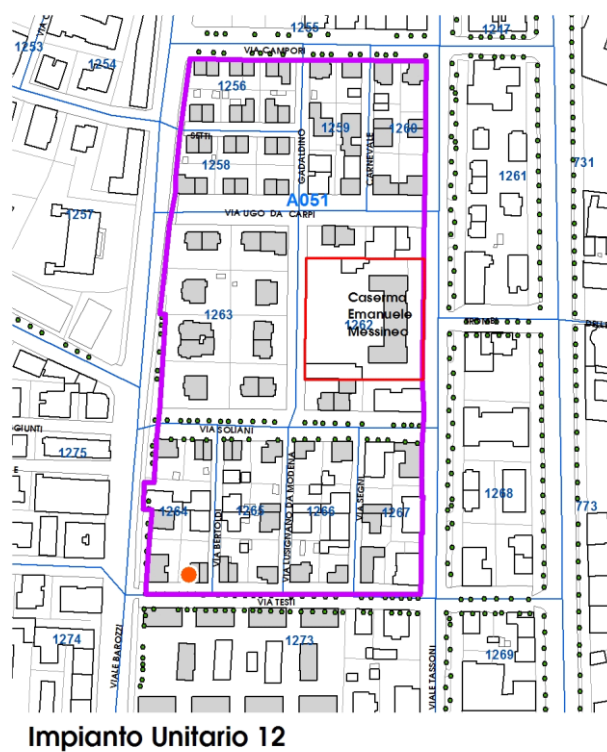 1255
1247
1253
VIA CAMPORI
1254
1256
1259
1260
731
SETTI
GADALDINO
CARNEVALE
1258
1261
A051
1257
VIA UGO DA CARPI
Caserma
1263
1262
Emanuele
Messineo
VIA SOLIANI
GIUNTI
1275
E
VIA LUSIGNANO DA MODENA
VIA SEGNI
1268
1264
1265
1266
1267
773
VIA BERTOLDI
VIA TESTI
1274
1273
1269
VIALE BAROZZI
VIALE TASSONI
Impianto Unitario 12